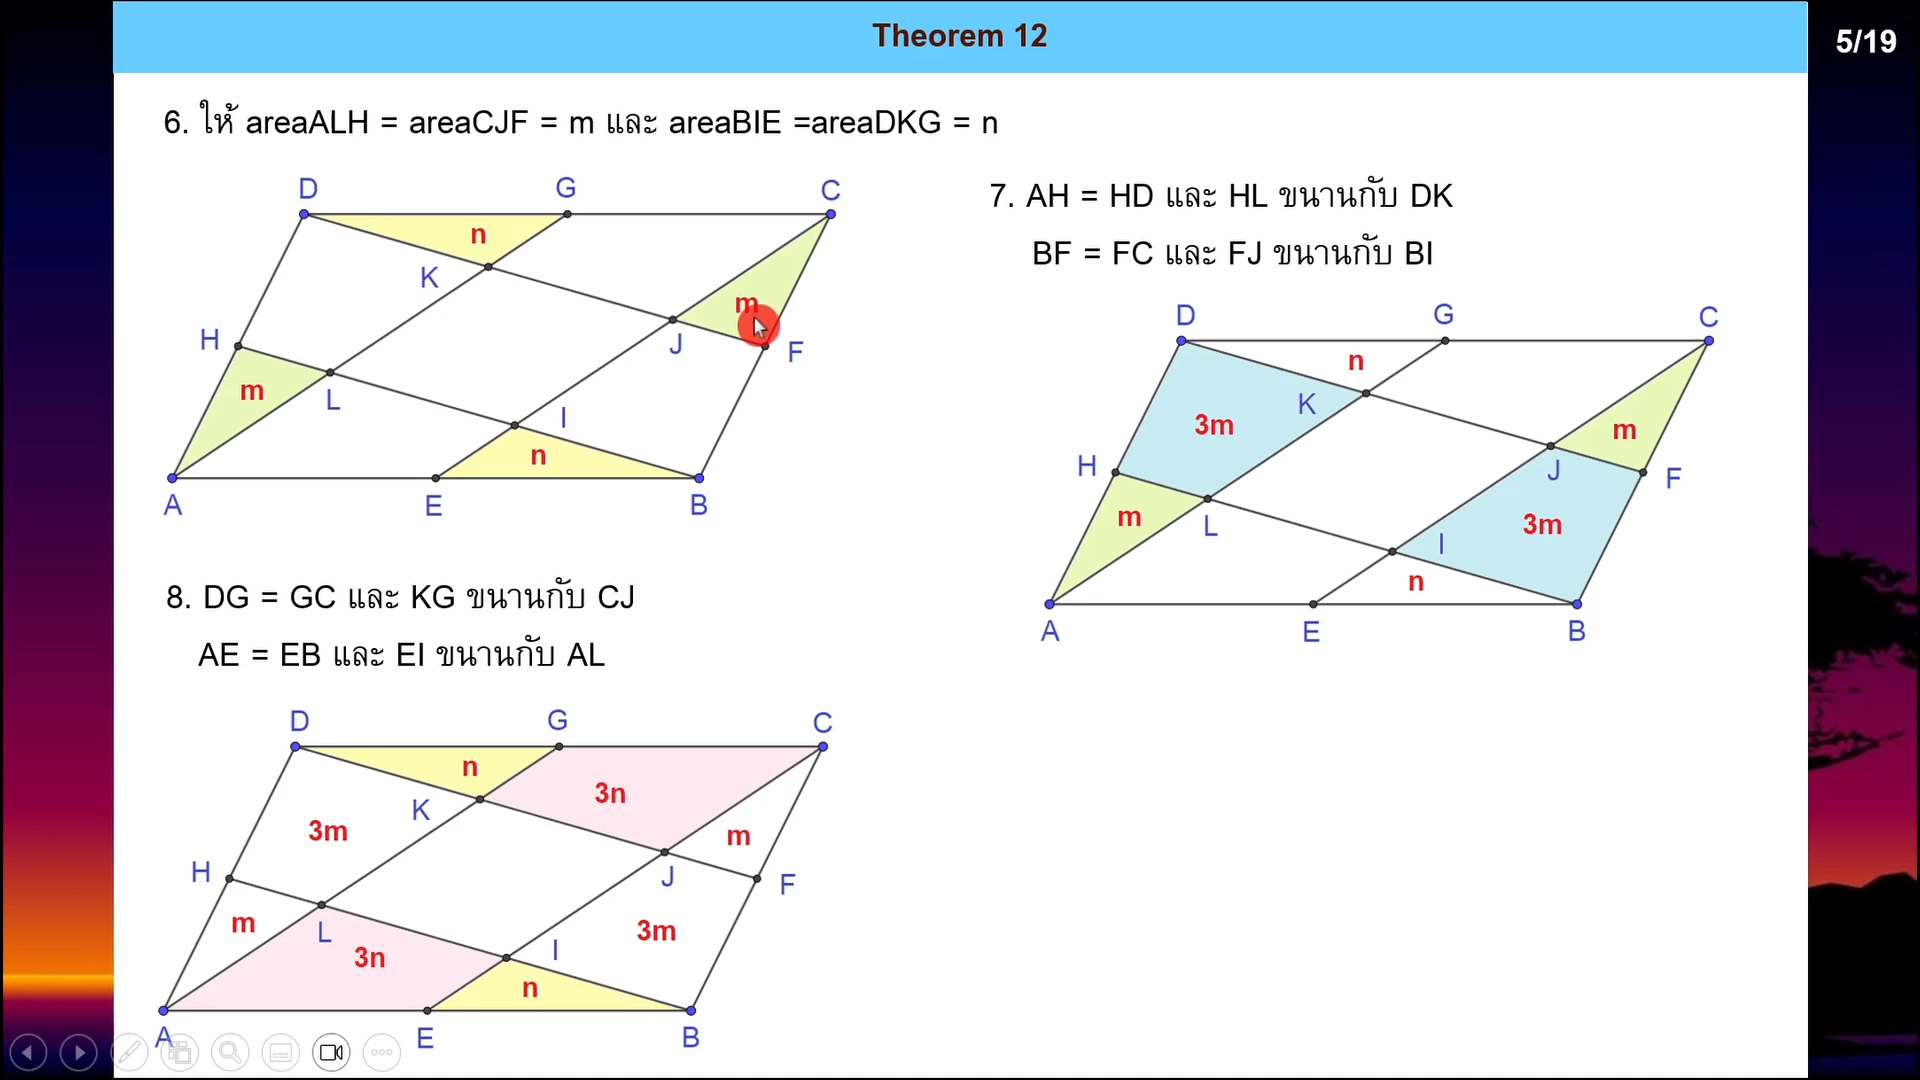 Theorem 12
5/19
6. ให้ areaALH = areaCJF = m และ areaBIE =areaDKG = n
D
G
C
n
K
m
H
J
F
m
L
I
n
A
E
B
7. AH = HD และ HL ขนานกับ DK
BF = FC และ FJ ขนานกับ BI
D
G
C
n
K
3m
m
H
J
F
m
L
3m
I
n
A
E
B
8. DG = GC และ KG ขนานกับ CJ
AE = EB และ EI ขนานกับ AL
D
G
C
n
3n
K
3m
m
H
J
F
m
L
3n
I
3m
n
A
E
B